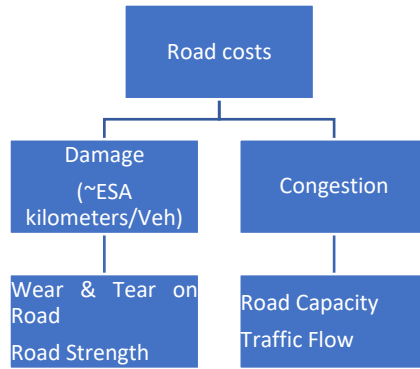 Road costs
Damage
(~ESA
kilometers/Veh)
Congestion
Wear & Tear on
Road
Road Strength
Road Capacity
Traffic Flow